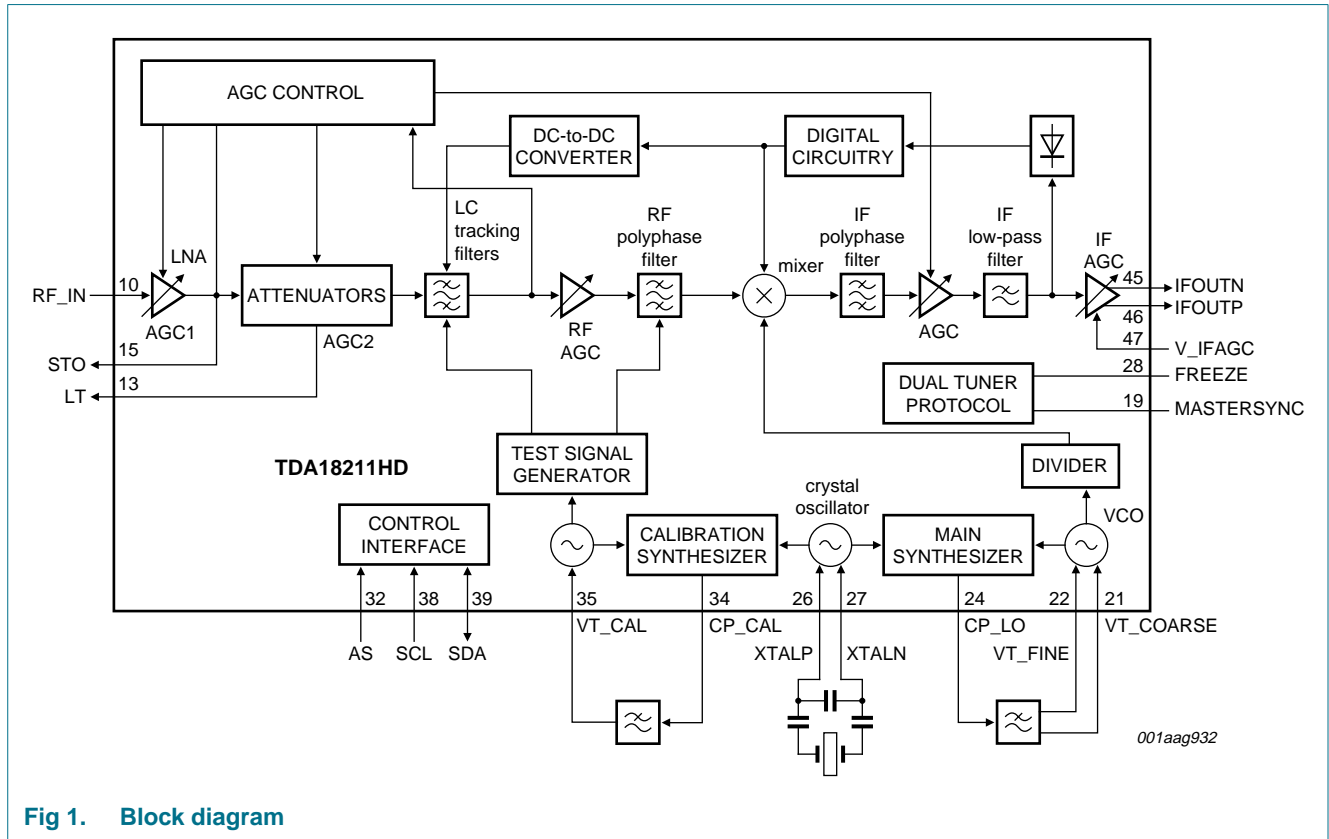 AGC CONTROL
DC-to-DC
CONVERTER
DIGITAL
CIRCUITRY
LC
tracking
filters
RF
polyphase
filter
IF
polyphase
filter
IF
low-pass
filter
IF
AGC
LNA
mixer
RF_IN
10
ATTENUATORS
45
IFOUTN
IFOUTP
46
AGC1
AGC2
RF
AGC
AGC
47
V_IFAGC
STO
15
LT
13
28
FREEZE
DUAL TUNER
PROTOCOL
19
MASTERSYNC
TDA18211HD
TEST SIGNAL
GENERATOR
DIVIDER
crystal
oscillator
VCO
CONTROL
INTERFACE
CALIBRATION
SYNTHESIZER
MAIN
SYNTHESIZER
32
38
39
35
34
26
27
24
22
21
VT_CAL
CP_CAL
CP_LO
VT_COARSE
AS
SCL
SDA
XTALP
XTALN
VT_FINE
001aag932
Fig 1. Block diagram